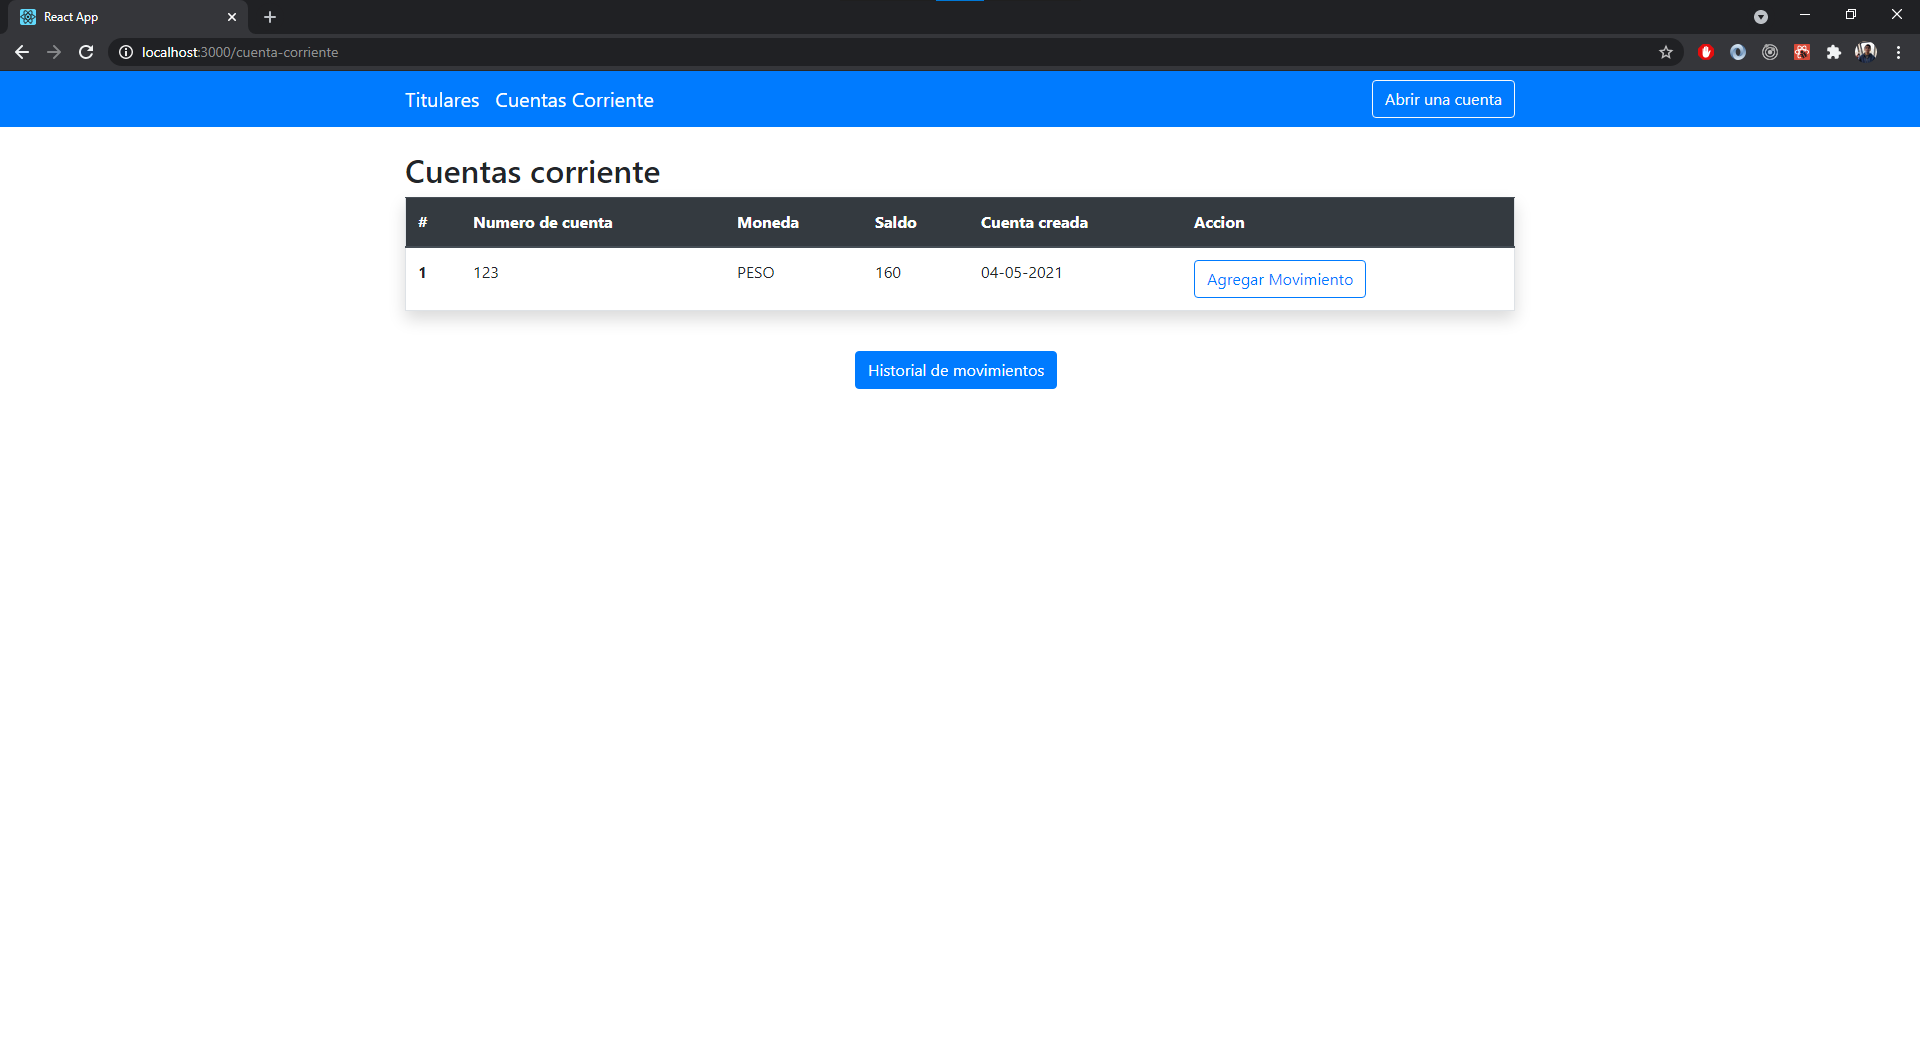 React App
localhost:3000/cuenta-corriente
Titulares Cuentas Corriente Abrir una cuenta
Cuentas corriente
# Numero de cuenta Moneda Saldo Cuenta creada Accion
1 123 PESO 160 04-05-2021 Agregar Movimiento
Historial de movimientos